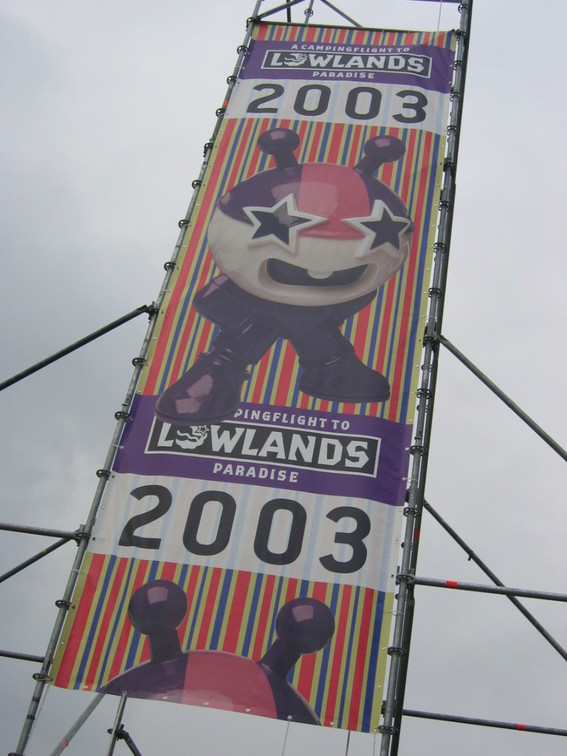 A CAMPINGFLIGHT TO
LOWLANDS
PARADISE
2003
PINGFLIGHT TO
LOWLANDS
PARADISE
2003